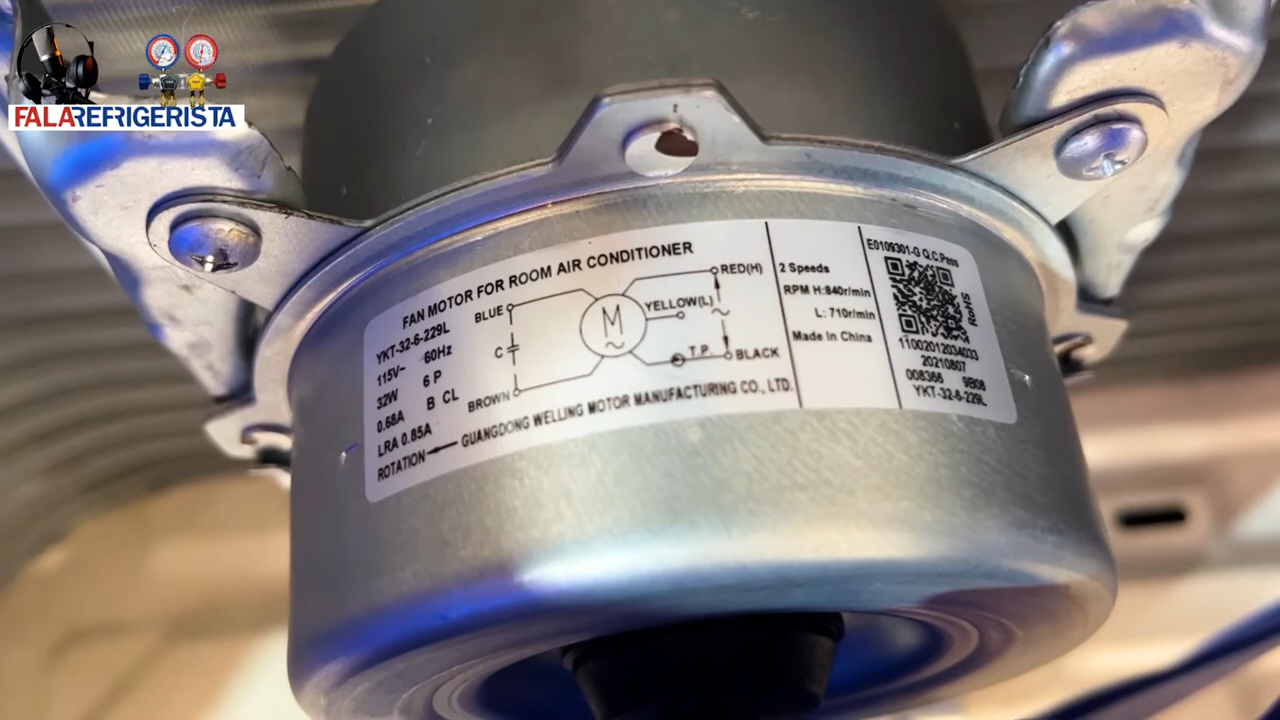 FALAREFRIGERISTA
FAN MOTOR FOR ROOM AIR CONDITIONER
YKT-32-6-229L
115V~ 60Hz
32W 6 P
0.68A B CL
LRA 0.85A
ROTATION
BLUE
C
BROWN
M
~
RED(H)
YELLOW(L)
~
T.P.
BLACK
GUANGDONG WELLING MOTOR MANUFACTURING CO., LTD.
2 Speeds
RPM H:840r/min
L: 710r/min
Made in China
E0109301-G Q.C.Pass
RoHS
11002012034033
20210807
008366 9B08
YKT-32-6-229L